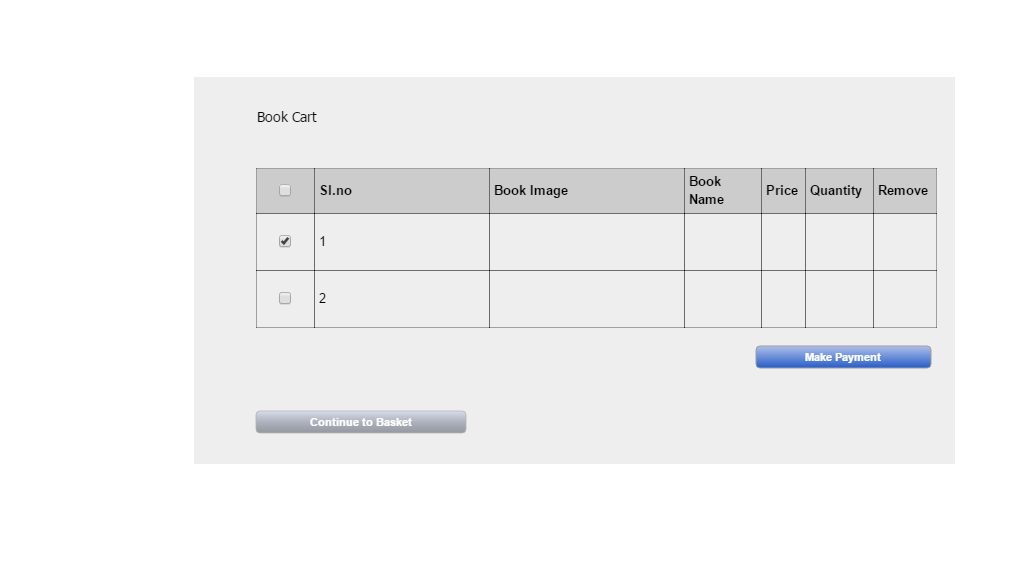 Book Cart
Sl.no Book Image Book Name Price Quantity Remove
1
2
Make Payment
Continue to Basket